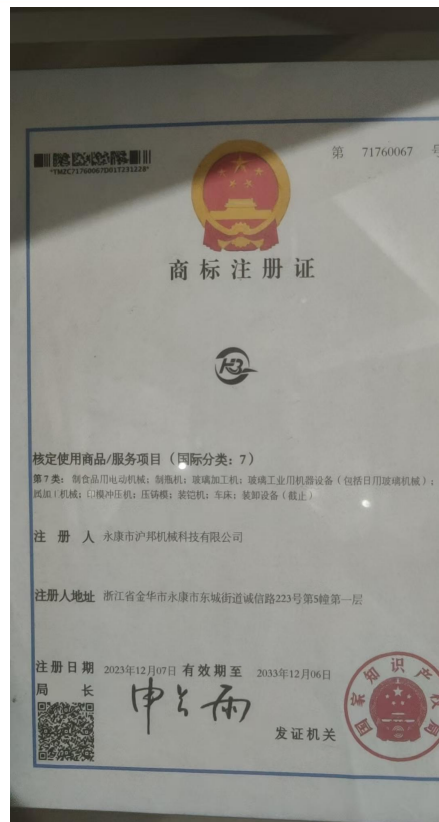 第 71760067 号
*TMZC71760067D01T231228*
商标注册证
核定使用商品/服务项目（国际分类：7）
第7类：制食品用电动机械；制瓶机；玻璃加工机；玻璃工业用机器设备（包括日用玻璃机械）；
机械；印模冲压机；压铸模；装铠机；车床；装卸设备（截止）
注册人 永康市沪邦机械科技有限公司
注册人地址 浙江省金华市永康市东城街道诚信路223号第5幢第一层
注册日期 2023年12月07日 有效期至 2033年12月06日
局长 申长雨
发证机关
国家知识产权局